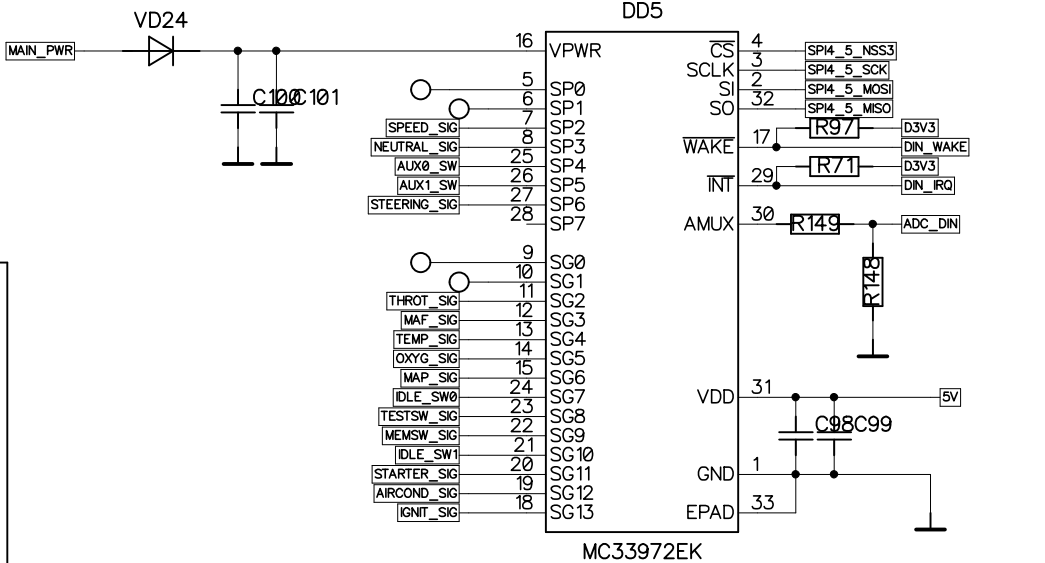 DD5
VD24
MAIN_PWR
16 VPWR
C100 C101
5 SP0
6 SP1
SPEED_SIG 7 SP2
NEUTRAL_SIG 8 SP3
AUX0_SW 25 SP4
AUX1_SW 26 SP5
STEERING_SIG 27 SP6
28 SP7
9 SG0
10 SG1
THROT_SIG 11 SG2
MAF_SIG 12 SG3
TEMP_SIG 13 SG4
OXYG_SIG 14 SG5
MAP_SIG 15 SG6
IDLE_SW0 24 SG7
TESTSW_SIG 23 SG8
MEMSW_SIG 22 SG9
IDLE_SW1 21 SG10
STARTER_SIG 20 SG11
AIRCOND_SIG 19 SG12
IGNIT_SIG 18 SG13
CS 4 SPI4_5_NSS3
SCLK 3 SPI4_5_SCK
SI 2 SPI4_5_MOSI
SO 32 SPI4_5_MISO
R97 D3V3
WAKE 17 DIN_WAKE
R71 D3V3
INT 29 DIN_IRQ
AMUX 30 R149 ADC_DIN
R148
VDD 31 5V
C98 C99
GND 1
EPAD 33
MC33972EK